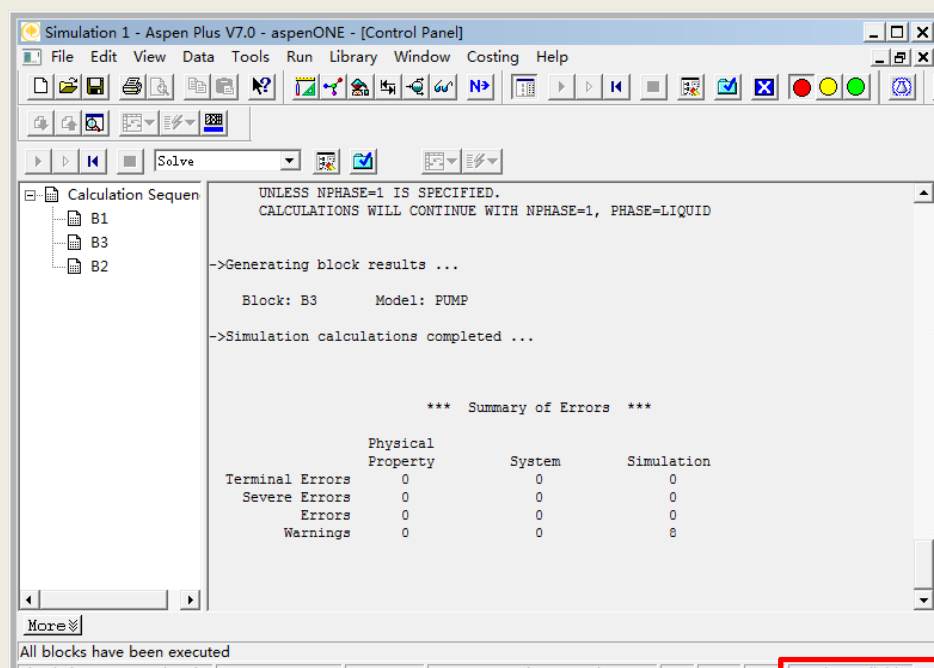 Simulation 1 - Aspen Plus V7.0 - aspenONE - [Control Panel]
File Edit View Data Tools Run Library Window Costing Help
N>
Solve
Calculation Sequen
B1
B3
B2
UNLESS NPHASE=1 IS SPECIFIED.
CALCULATIONS WILL CONTINUE WITH NPHASE=1, PHASE=LIQUID
->Generating block results ...
Block: B3 Model: PUMP
->Simulation calculations completed ...
*** Summary of Errors ***
Physical
Property System Simulation
Terminal Errors 0 0 0
Severe Errors 0 0 0
Errors 0 0 0
Warnings 0 0 8
More
All blocks have been executed